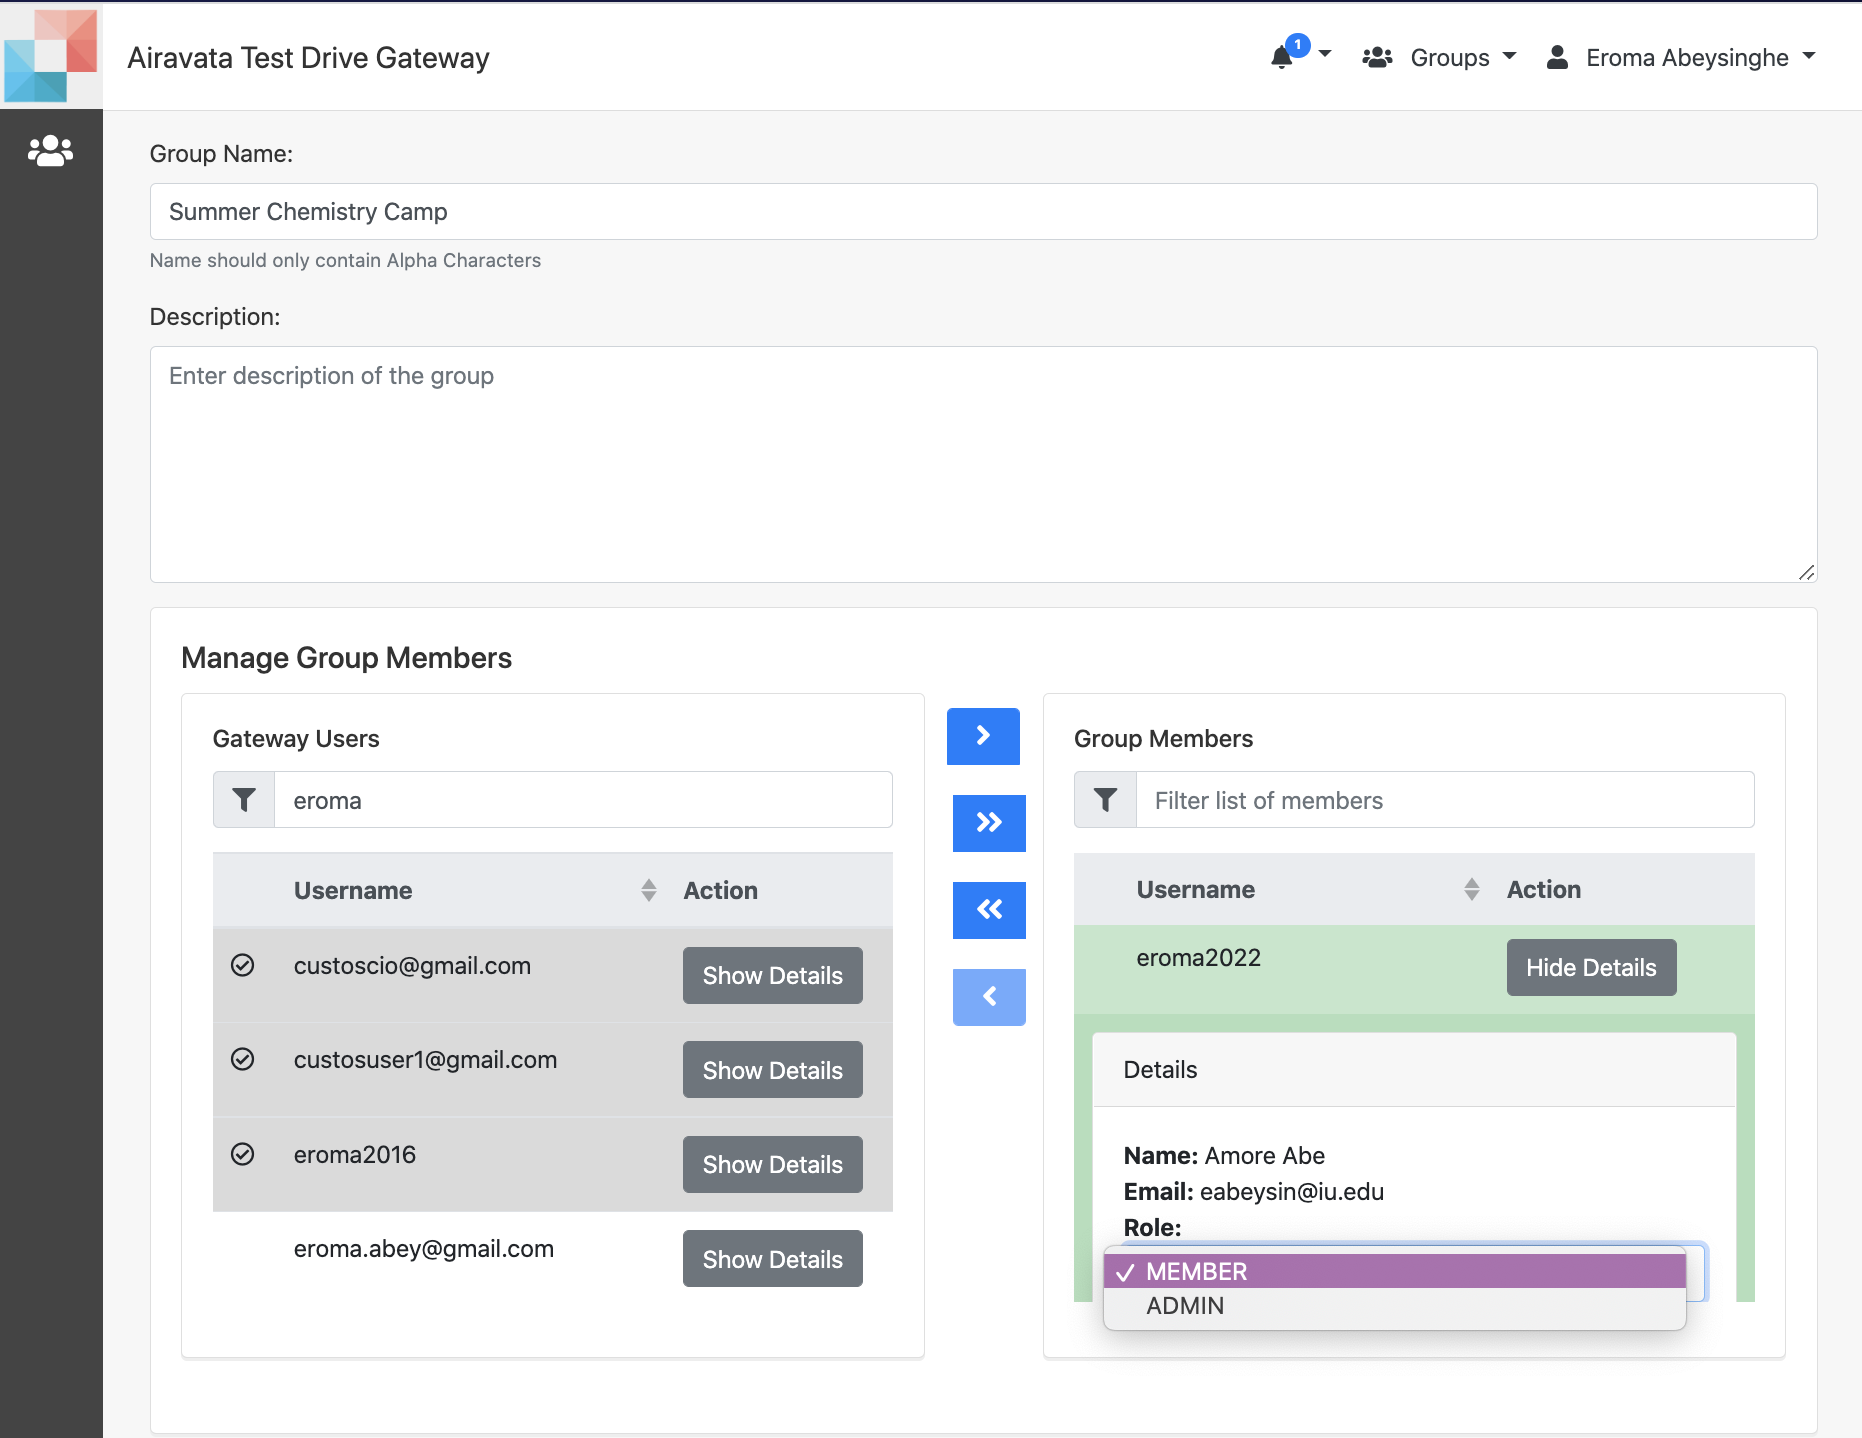 Airavata Test Drive Gateway
1
Groups
Eroma Abeysinghe
Group Name:
Summer Chemistry Camp
Name should only contain Alpha Characters
Description:
Enter description of the group
Manage Group Members
Gateway Users
eroma
Username Action
custoscio@gmail.com Show Details
custosuser1@gmail.com Show Details
eroma2016 Show Details
eroma.abey@gmail.com Show Details
Group Members
Filter list of members
Username Action
eroma2022 Hide Details
Details
Name: Amore Abe
Email: eabeysin@iu.edu
Role:
MEMBER
ADMIN